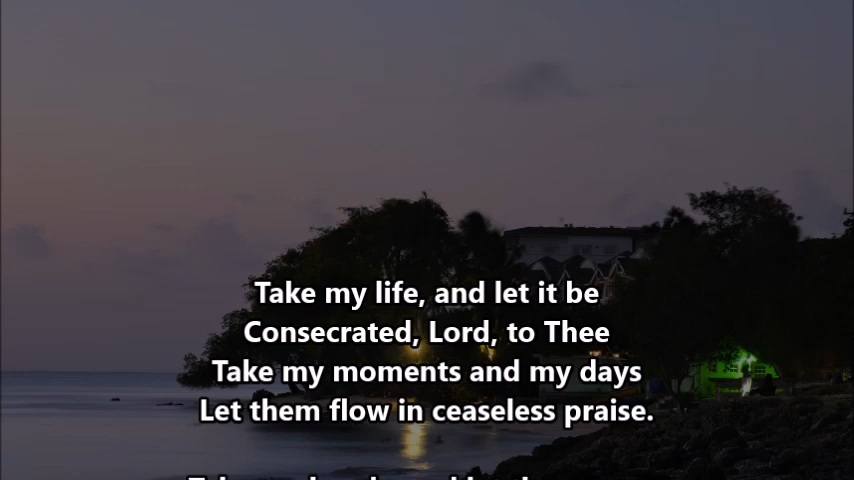 Take my life, and let it be
Consecrated, Lord, to Thee
Take my moments and my days
Let them flow in ceaseless praise.